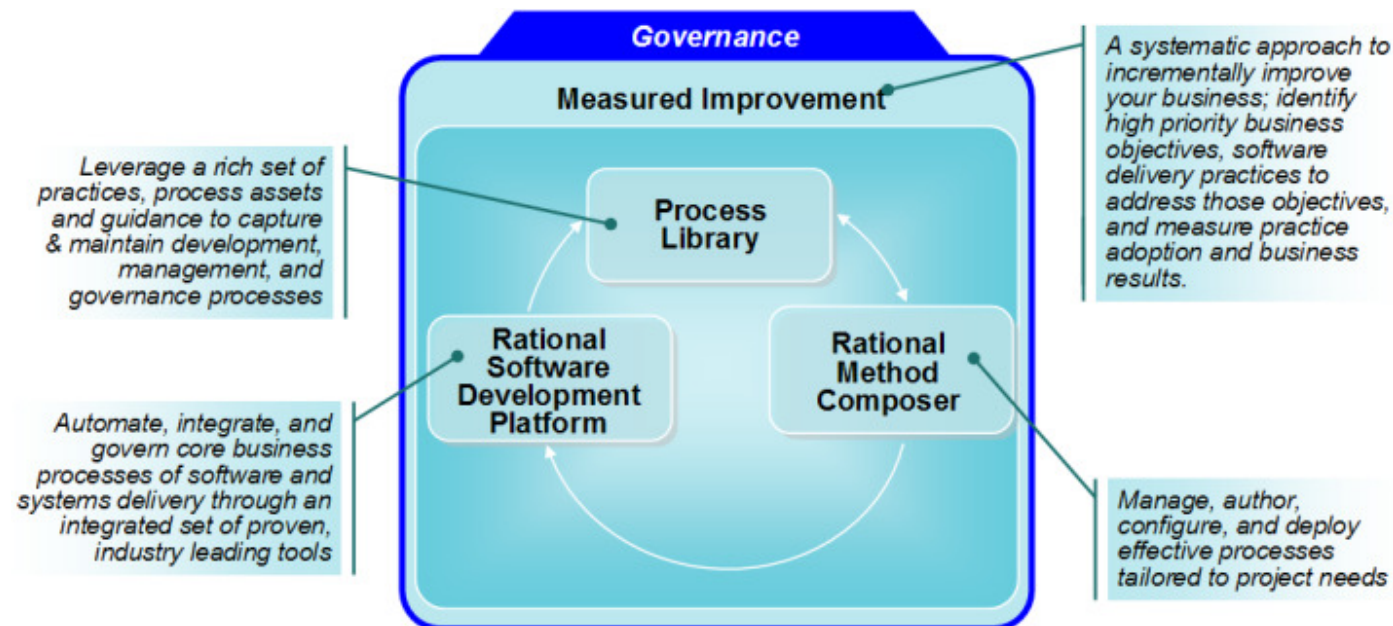 Governance
Measured Improvement
A systematic approach to
incrementally improve
your business; identify
high priority business
objectives, software
delivery practices to
address those objectives,
and measure practice
adoption and business
results.
Leverage a rich set of
practices, process assets
and guidance to capture
& maintain development,
management, and
governance processes
Process
Library
Rational
Software
Development
Platform
Rational
Method
Composer
Automate, integrate, and
govern core business
processes of software and
systems delivery through an
integrated set of proven,
industry leading tools
Manage, author,
configure, and deploy
effective processes
tailored to project needs